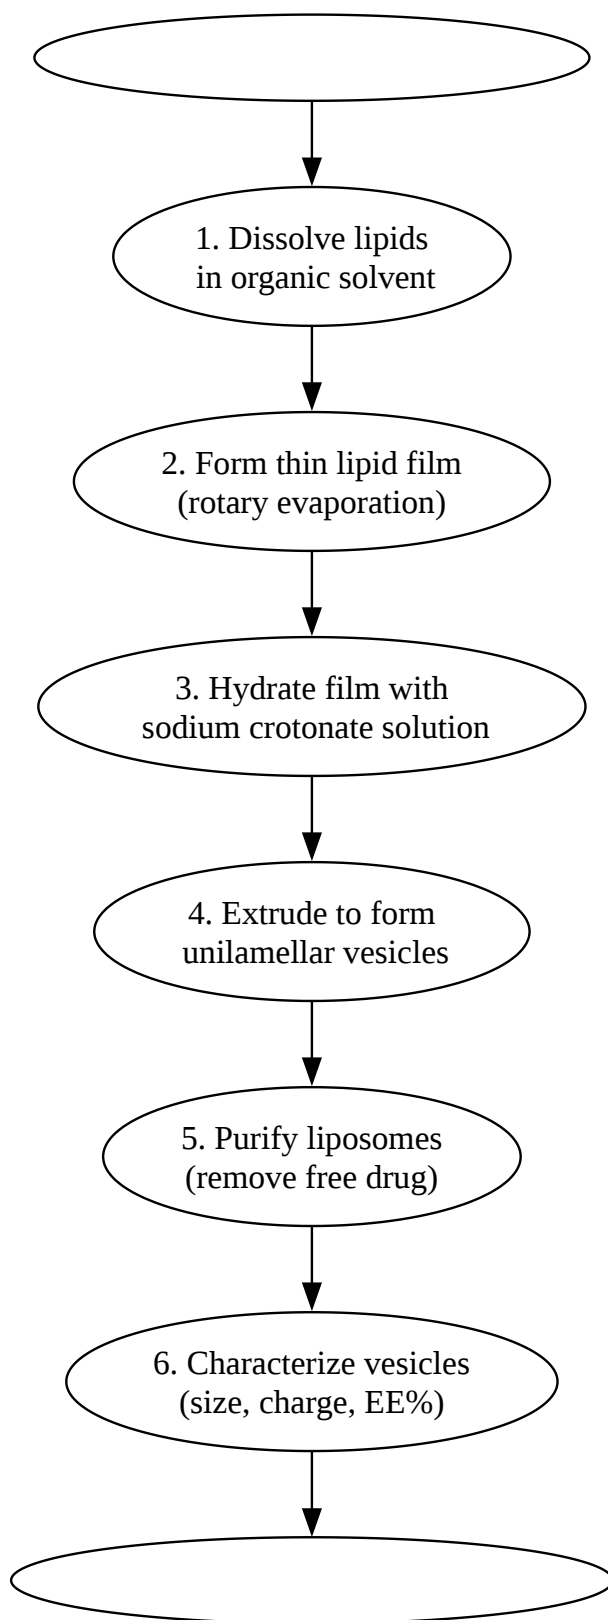 1. Dissolve lipids
in organic solvent
2. Form thin lipid film
(rotary evaporation)
3. Hydrate film with
sodium crotonate solution
4. Extrude to form
unilamellar vesicles
5. Purify liposomes
(remove free drug)
6. Characterize vesicles
(size, charge, EE%)